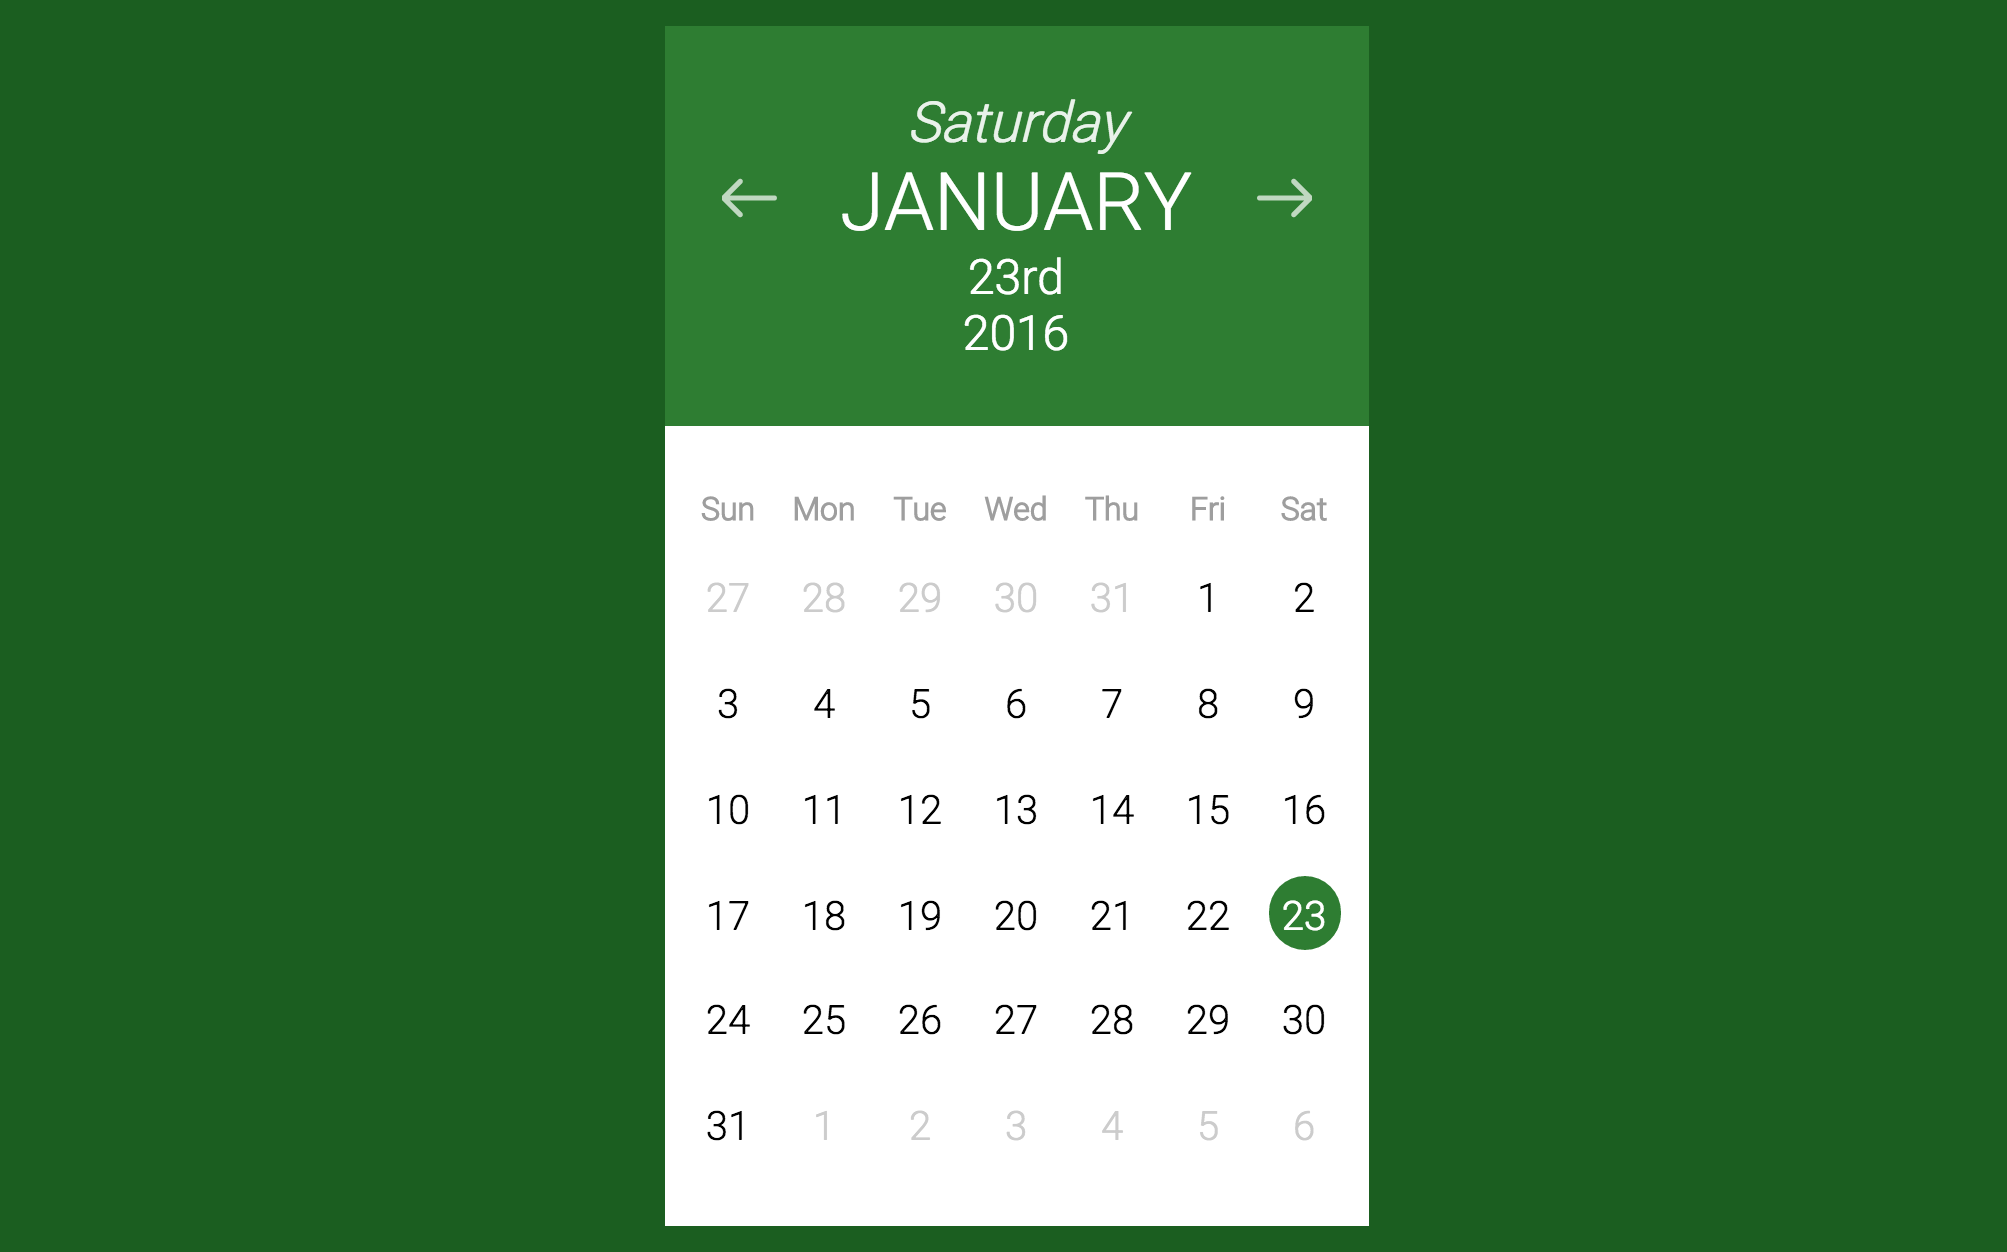 Saturday
JANUARY
23rd
2016
Sun Mon Tue Wed Thu Fri Sat
27 28 29 30 31 1 2
3 4 5 6 7 8 9
10 11 12 13 14 15 16
17 18 19 20 21 22 23
24 25 26 27 28 29 30
31 1 2 3 4 5 6